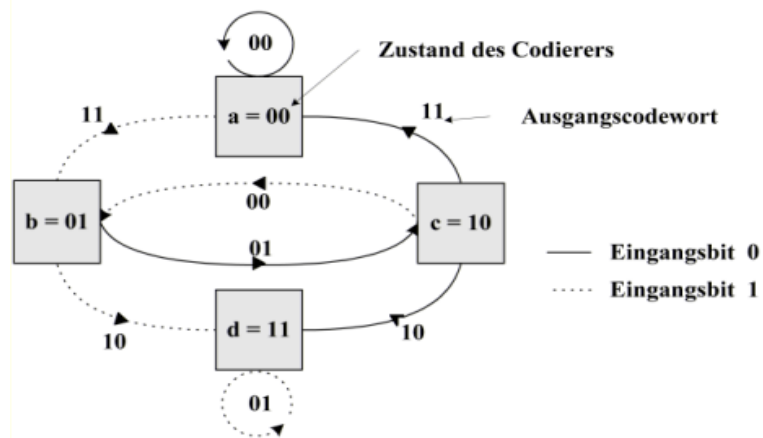 00
Zustand des Codierers
11
a = 00
11
Ausgangscodewort
00
b = 01
c = 10
01
Eingangsbit 0
Eingangsbit 1
10
d = 11
10
01